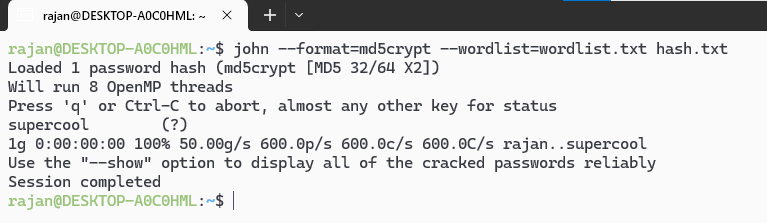 rajan@DESKTOP-A0C0HML: ~
rajan@DESKTOP-A0C0HML:~$ john --format=md5crypt --wordlist=wordlist.txt hash.txt
Loaded 1 password hash (md5crypt [MD5 32/64 X2])
Will run 8 OpenMP threads
Press 'q' or Ctrl-C to abort, almost any other key for status
supercool        (?)
1g 0:00:00:00 100% 50.00g/s 600.0p/s 600.0c/s 600.0C/s rajan..supercool
Use the "--show" option to display all of the cracked passwords reliably
Session completed
rajan@DESKTOP-A0C0HML:~$